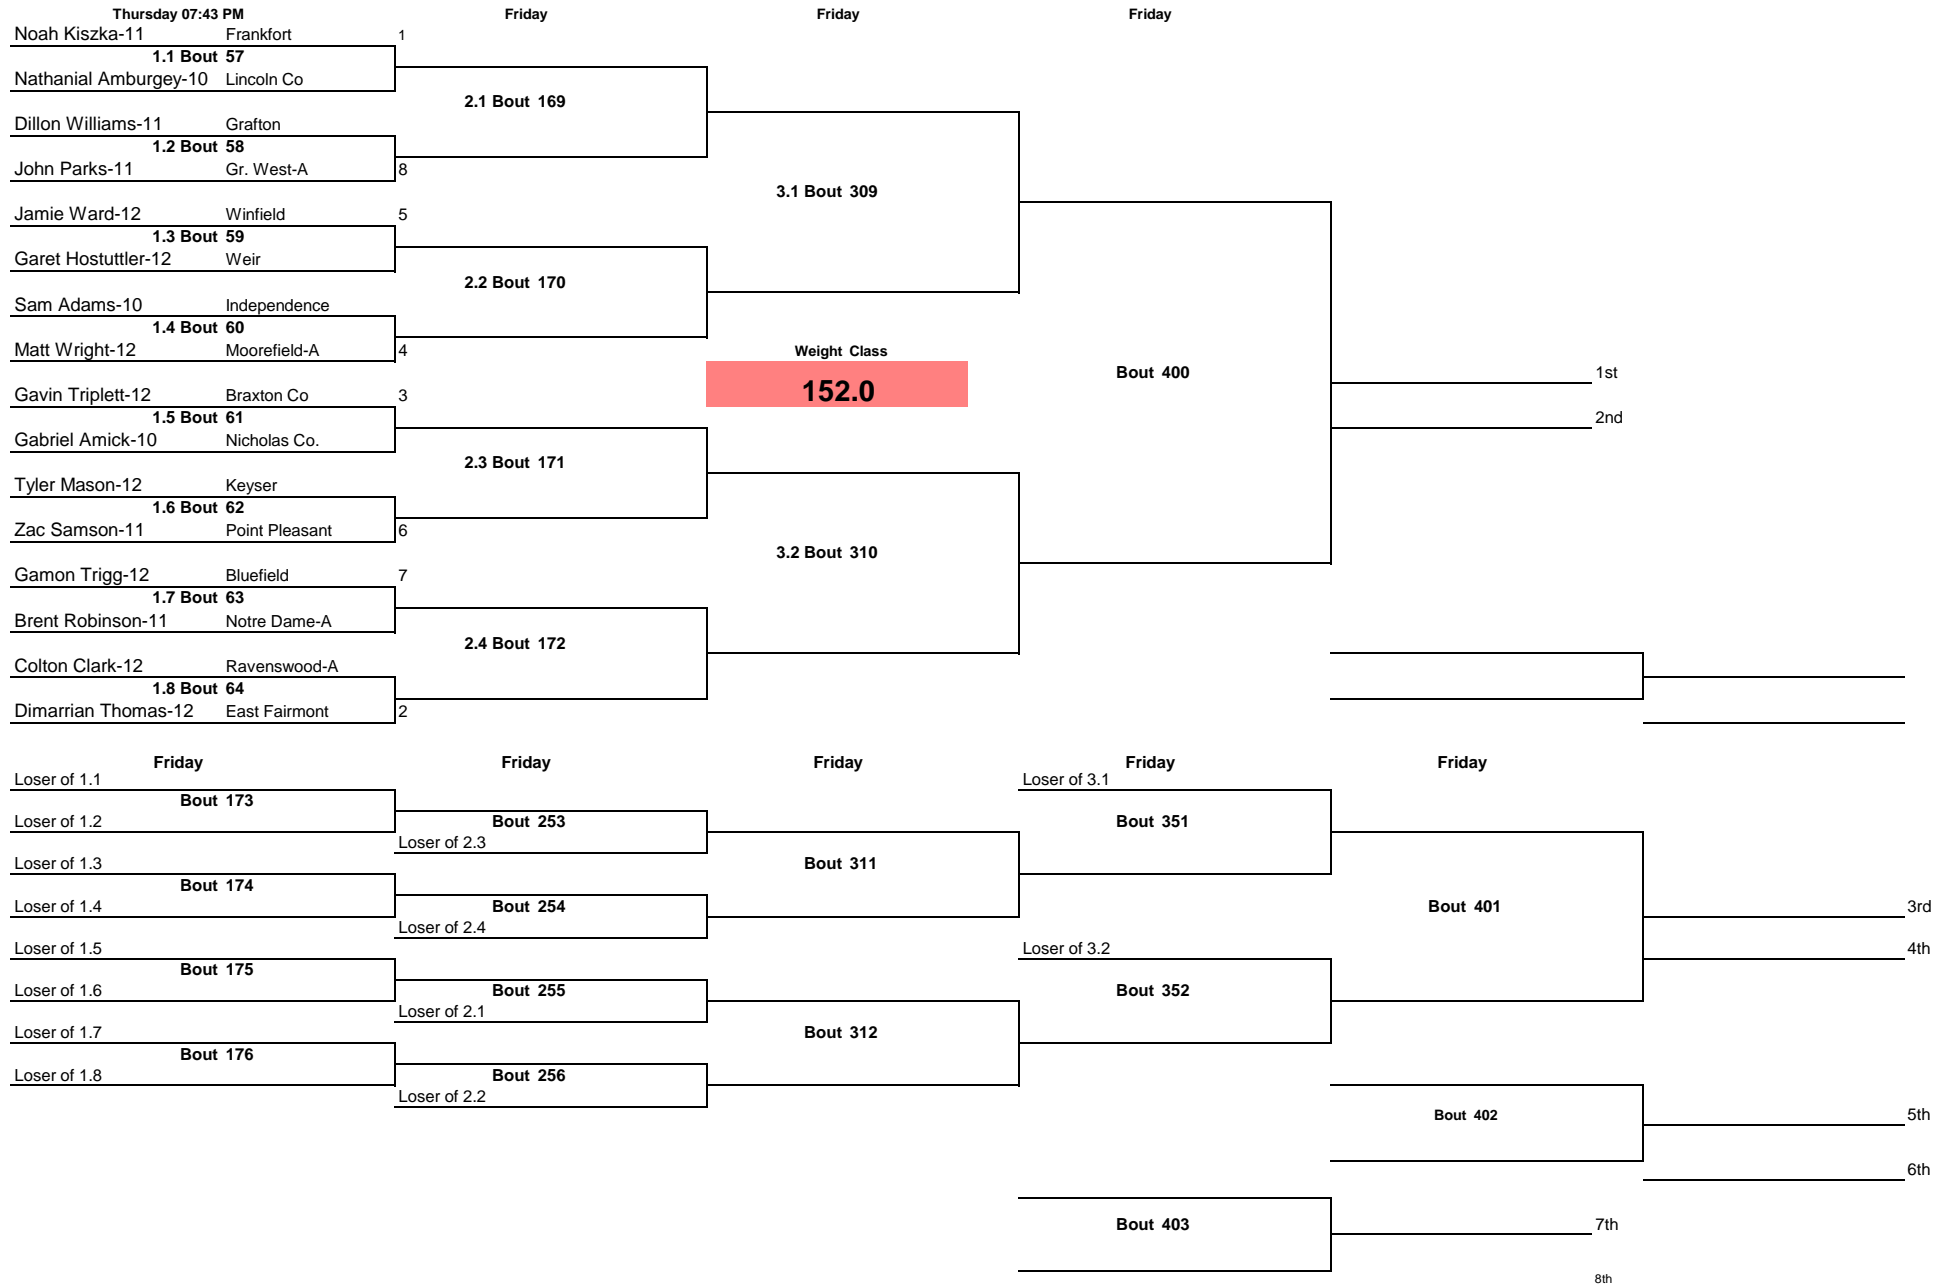 Thursday 07:43 PM Friday Friday Friday
Noah Kiszka-11 Frankfort 1
1.1 Bout 57
Nathanial Amburgey-10 Lincoln Co
2.1 Bout 169
Dillon Williams-11 Grafton
1.2 Bout 58
John Parks-11 Gr. West-A 8
3.1 Bout 309
Jamie Ward-12 Winfield 5
1.3 Bout 59
Garet Hostuttler-12 Weir
2.2 Bout 170
Sam Adams-10 Independence
1.4 Bout 60
Matt Wright-12 Moorefield-A 4
Weight Class
152.0
Bout 400
1st
Gavin Triplett-12 Braxton Co 3
1.5 Bout 61
2nd
Gabriel Amick-10 Nicholas Co.
2.3 Bout 171
Tyler Mason-12 Keyser
1.6 Bout 62
Zac Samson-11 Point Pleasant 6
3.2 Bout 310
Gamon Trigg-12 Bluefield 7
1.7 Bout 63
Brent Robinson-11 Notre Dame-A
2.4 Bout 172
Colton Clark-12 Ravenswood-A
1.8 Bout 64
Dimarrian Thomas-12 East Fairmont 2
Friday Friday Friday Friday Friday
Loser of 1.1 Loser of 3.1
Bout 173
Loser of 1.2 Bout 253 Bout 351
Loser of 2.3
Loser of 1.3 Bout 311
Bout 174
Loser of 1.4 Bout 254 Bout 401 3rd
Loser of 2.4
Loser of 1.5 Loser of 3.2 4th
Bout 175
Loser of 1.6 Bout 255 Bout 352
Loser of 2.1
Loser of 1.7 Bout 312
Bout 176
Loser of 1.8 Bout 256
Loser of 2.2
Bout 402 5th
6th
Bout 403 7th
8th